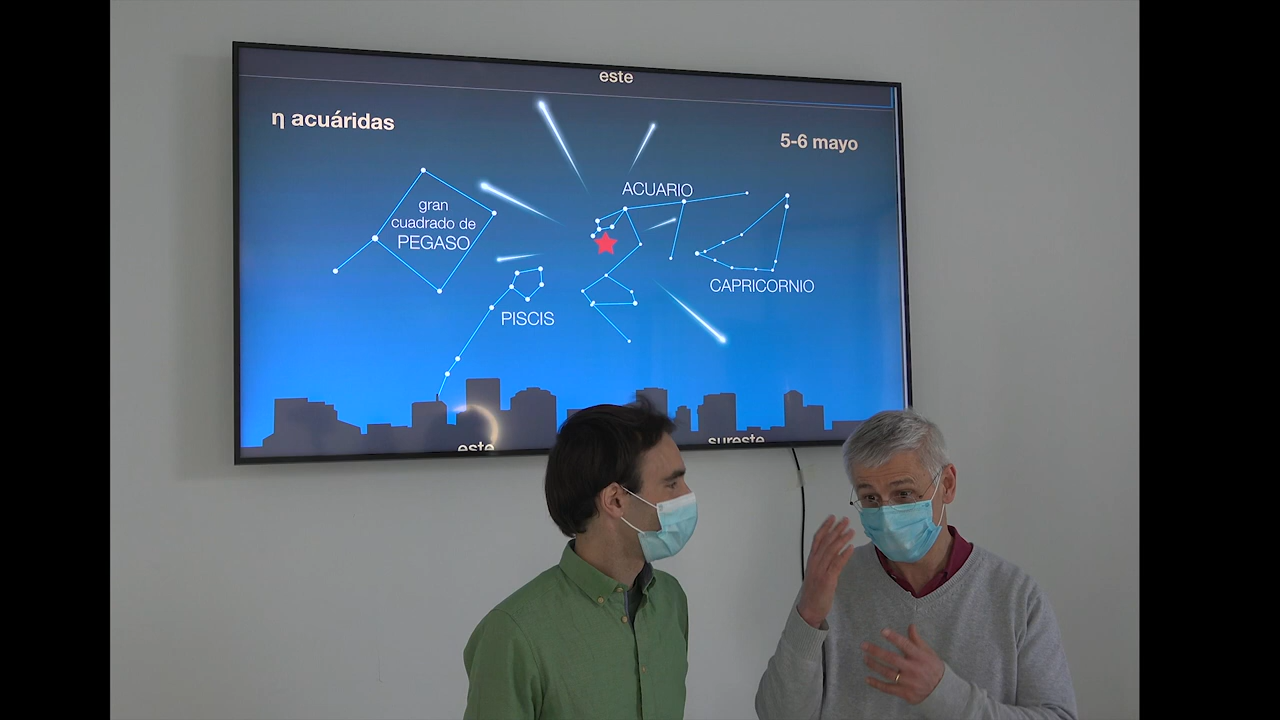 este
η acuáridas
5-6 mayo
ACUARIO
gran
cuadrado de
PEGASO
CAPRICORNIO
PISCIS
este
sureste